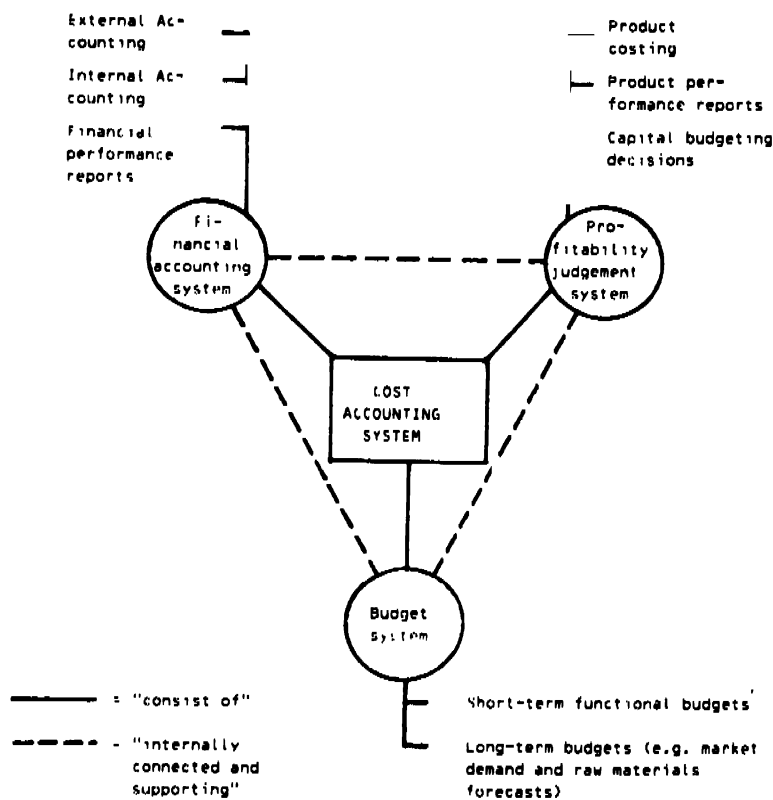 External Ac-
counting
Internal Ac-
counting
Financial
performance
reports
Product
costing
Product per-
formance reports
Capital budgeting
decisions
Fi-
nancial
accounting
system
Pro-
fitability
judgement
system
COST
ACCOUNTING
SYSTEM
Budget
system
= "consist of"
- "internally
connected and
supporting"
Short-term functional budgets
Long-term budgets (e.g. market
demand and raw materials
forecasts)